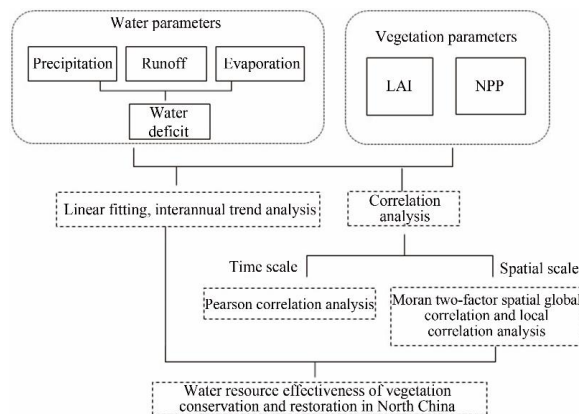 Water parameters
Precipitation
Runoff
Evaporation
Water
deficit
Vegetation parameters
LAI
NPP
Linear fitting, interannual trend analysis
Correlation
analysis
Time scale
Spatial scale
Pearson correlation analysis
Moran two-factor spatial global
correlation and local
correlation analysis
Water resource effectiveness of vegetation
conservation and restoration in North China